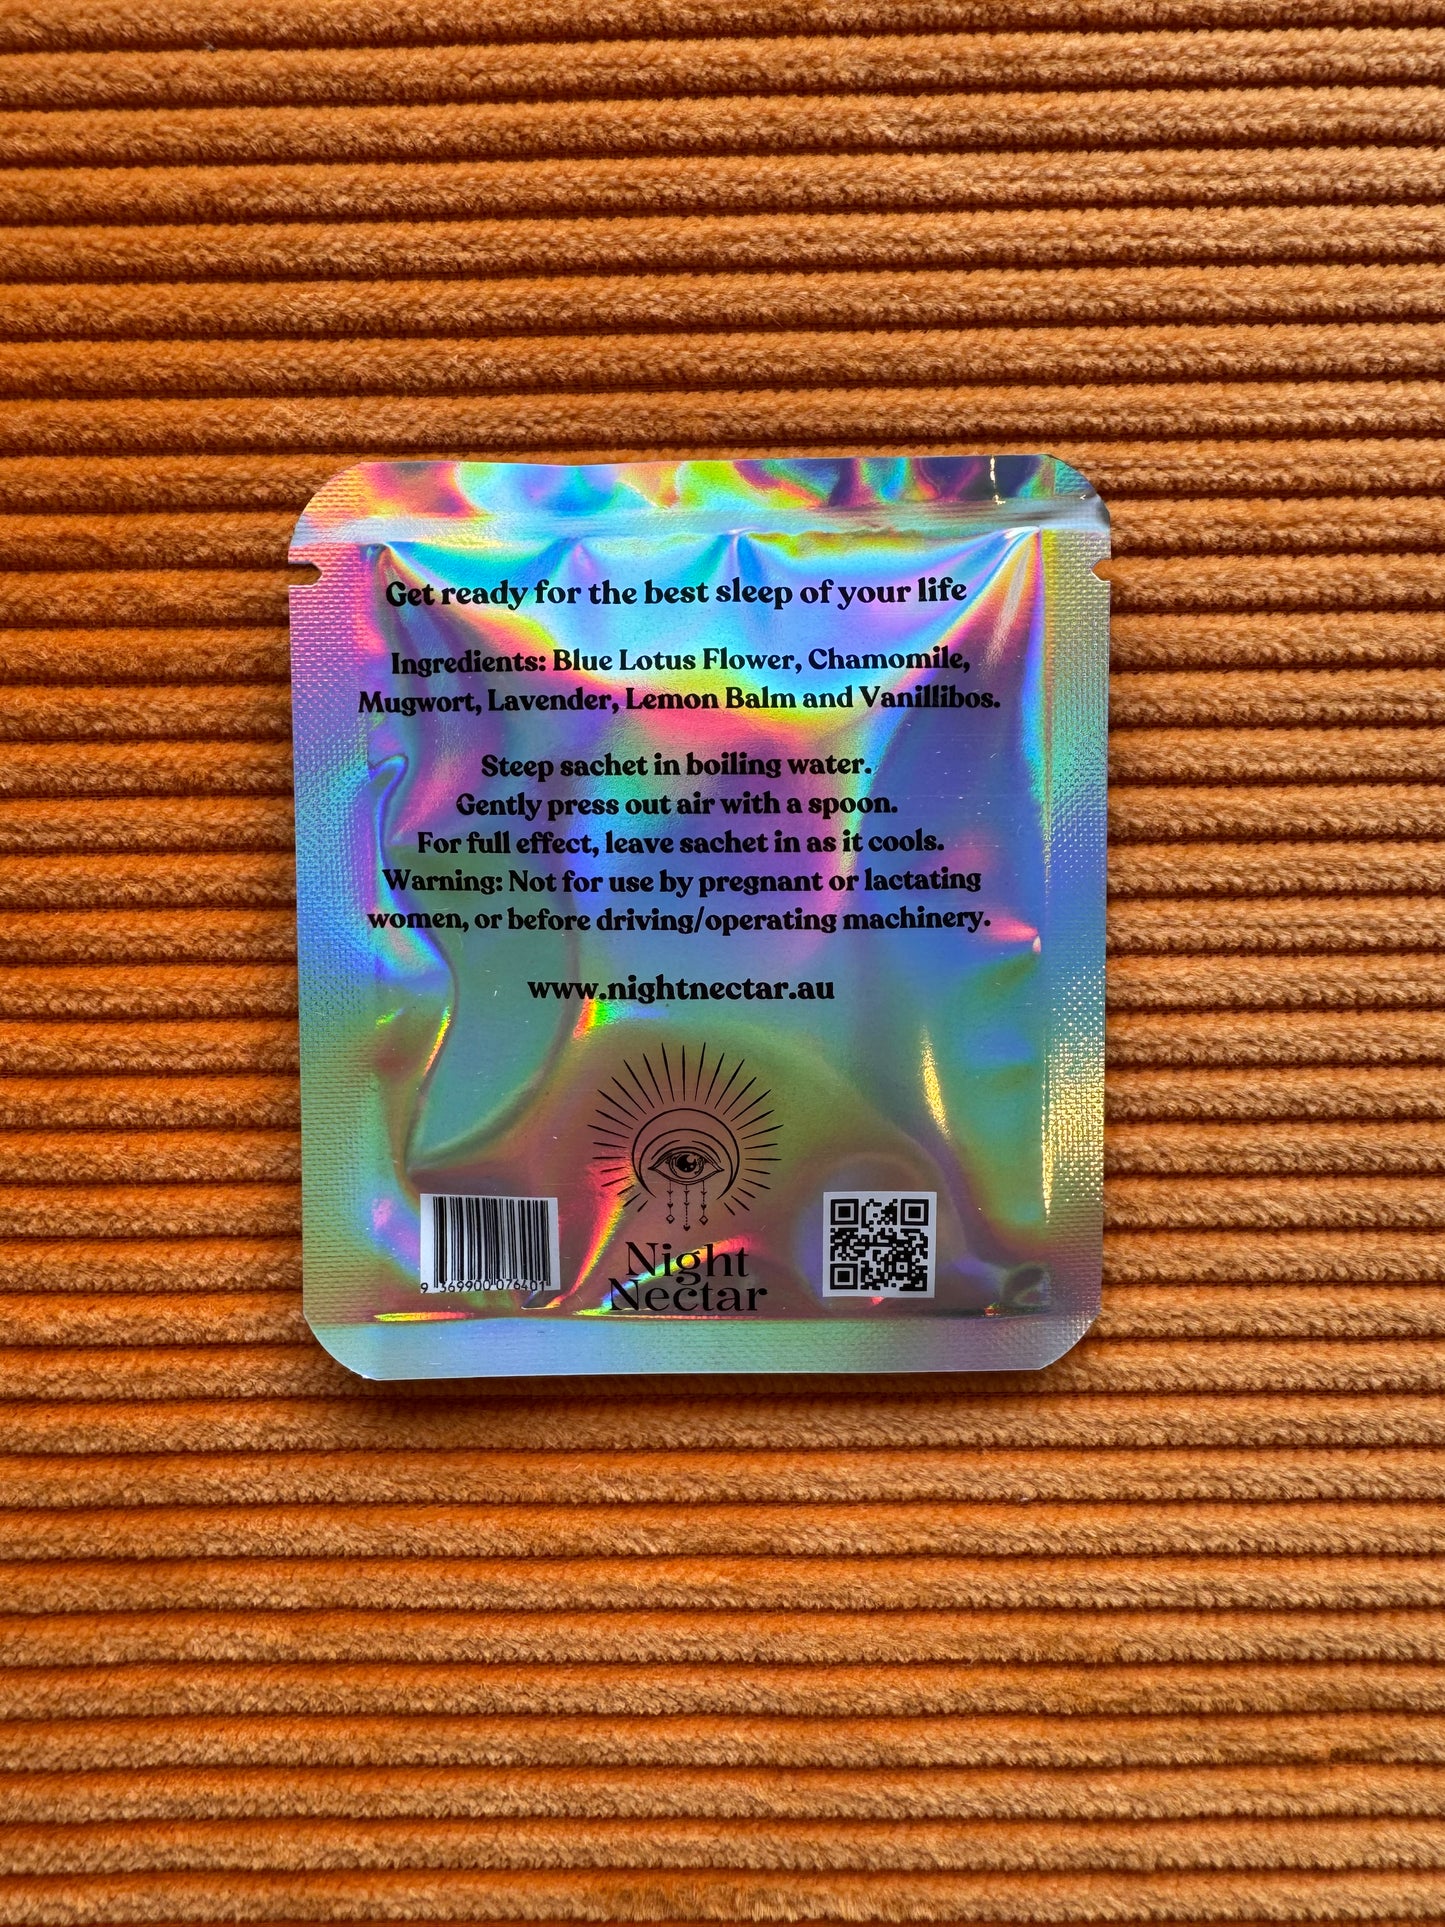 Get ready for the best sleep of your life
Ingredients: Blue Lotus Flower, Chamomile,
Mugwort, Lavender, Lemon Balm and Vanillibos.
Steep sachet in boiling water.
Gently press out air with a spoon.
For full effect, leave sachet in as it cools.
Warning: Not for use by pregnant or lactating
women, or before driving/operating machinery.
www.nightnectar.au
9 369900 076401
Night
Nectar